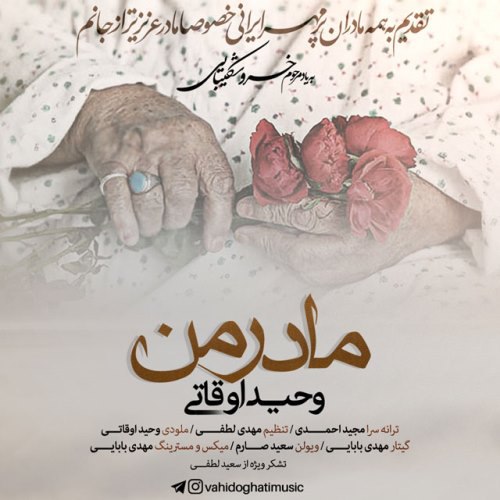 تقدیم به همه مادران پر مهر ایرانی خصوصا مادر عزیزتر از جانم
به یاد مرحوم خسرو شکیبایی
مادر من
وحید اوقاتی
ترانه سرا مجید احمدی / تنظیم مهدی لطفی / ملودی وحید اوقاتی
گیتار مهدی بابایی / ویولن سعید صارم / میکس و مسترینگ مهدی بابایی
تشکر ویژه از سعید لطفی
vahidoghatimusic